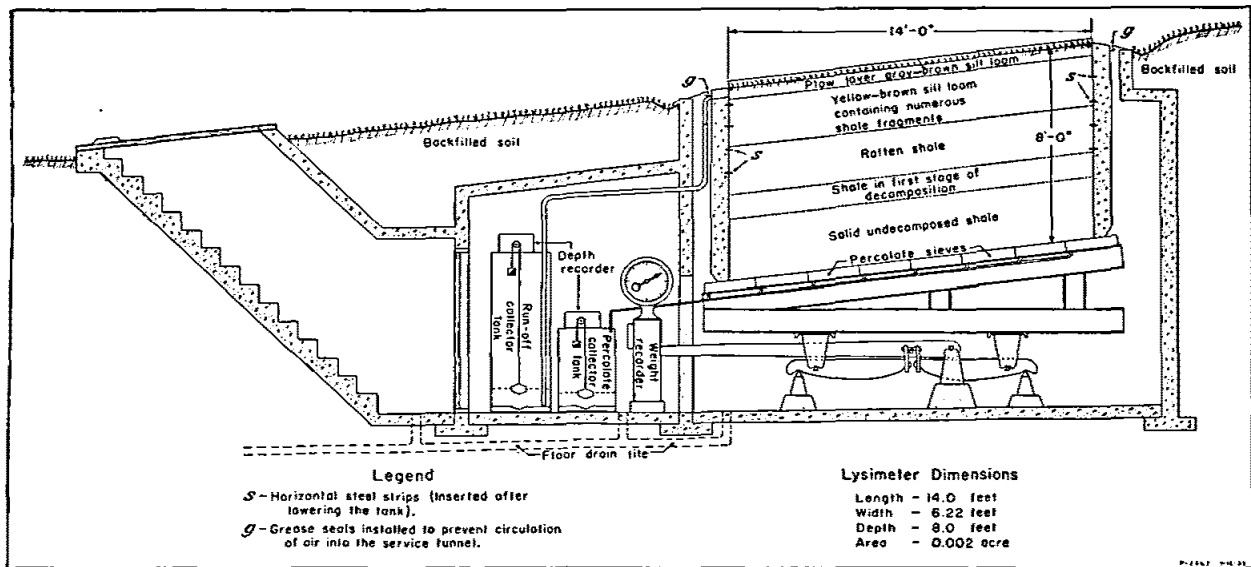 14'-0"
g
g
Backfilled soil
Plow layer gray-brown silt loam
Yellow-brown silt loam
containing numerous
shale fragments
s
8'-0"
Backfilled soil
Rotten shale
s
Shale in first stage of
decomposition
Solid undecomposed shale
Percolate sieves
Depth
recorder
Run-off
collector
tank
Percolate
collector
tank
Weight
recorder
Floor drain tile
Legend
s - Horizontal steel strips (Inserted after
lowering the tank).
g - Grease seals installed to prevent circulation
of air into the service tunnel.
Lysimeter Dimensions
Length - 14.0 feet
Width - 6.22 feet
Depth - 8.0 feet
Area - 0.002 acre